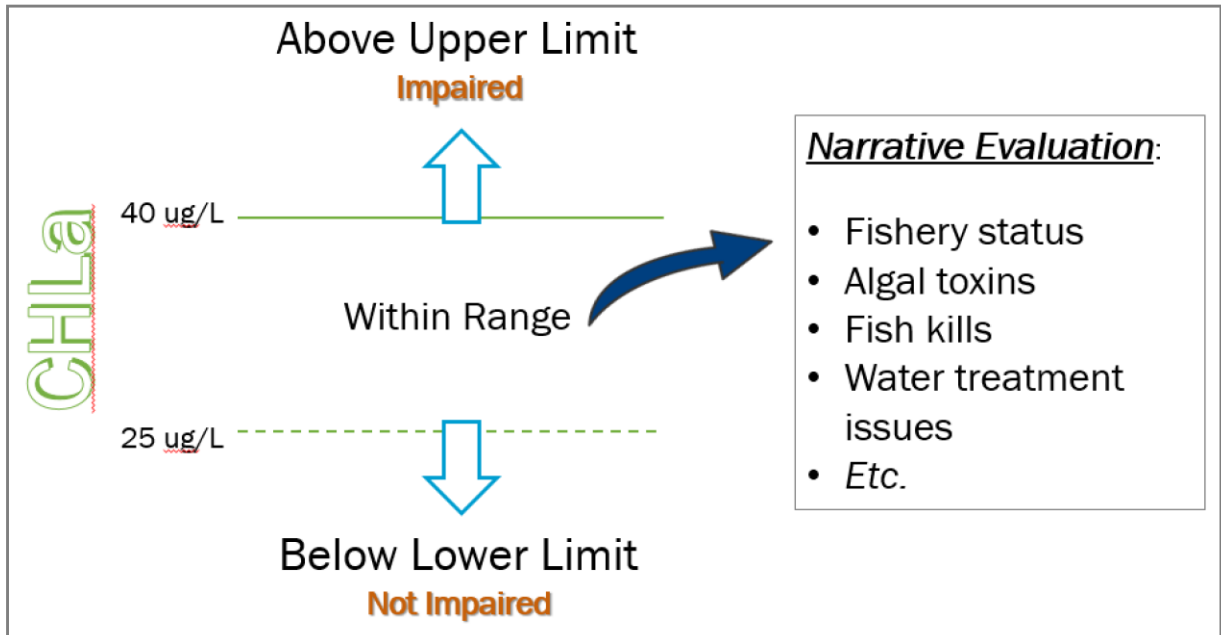 Above Upper Limit
Impaired
CHLa
40 ug/L
Within Range
25 ug/L
Below Lower Limit
Not Impaired
Narrative Evaluation:
• Fishery status
• Algal toxins
• Fish kills
• Water treatment
issues
• Etc.